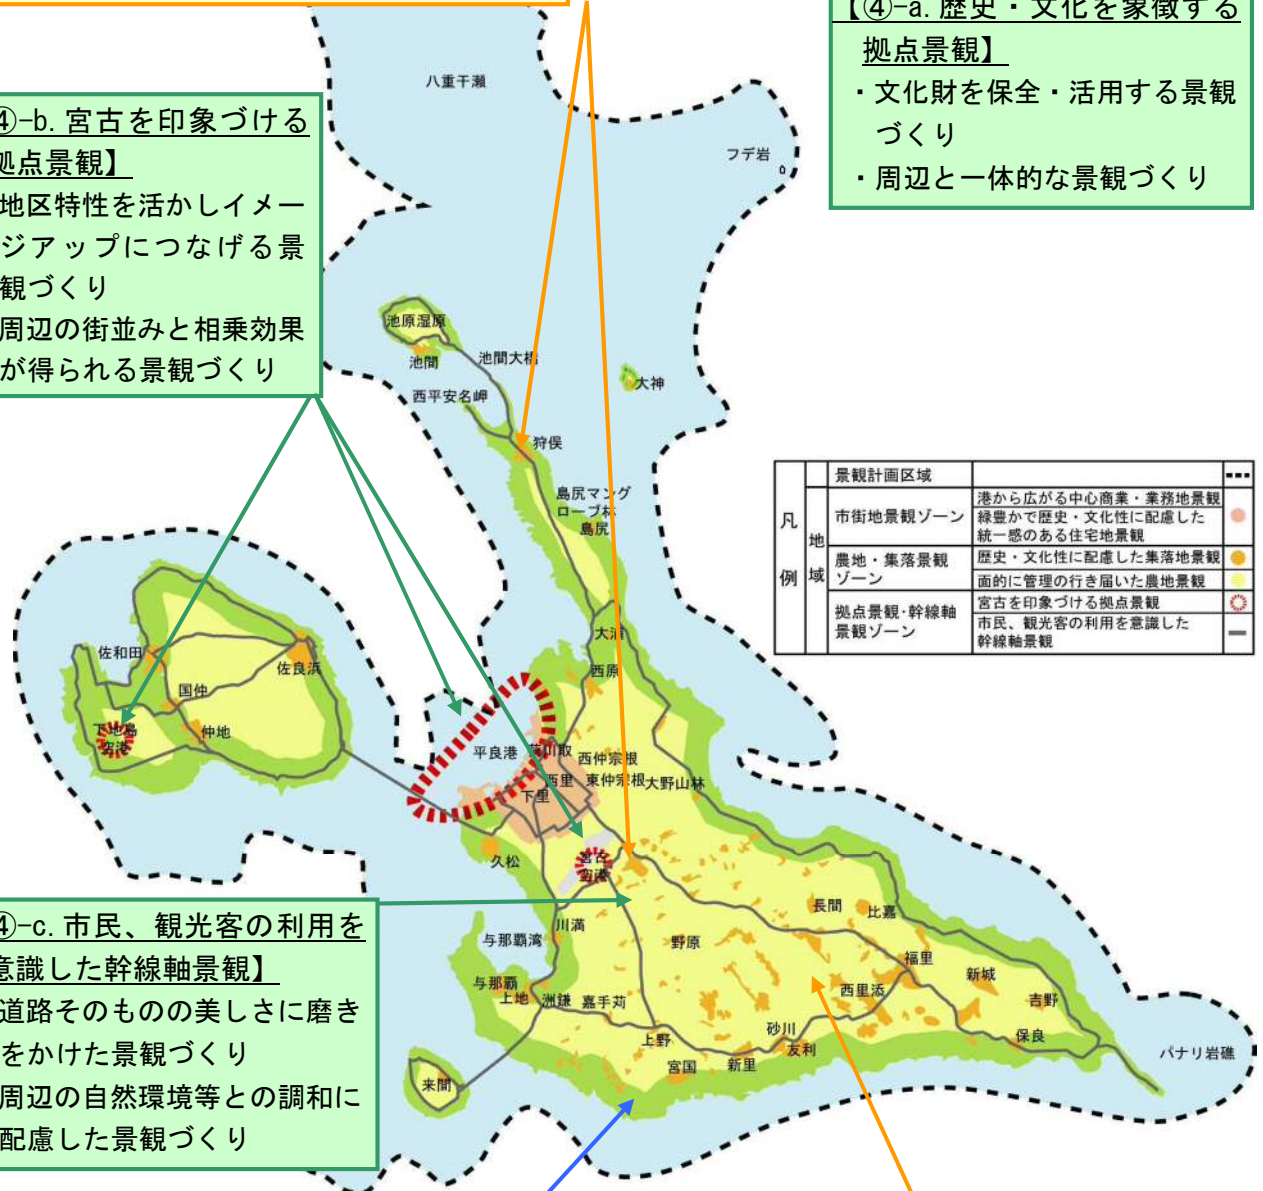 【④-a. 歴史・文化を象徴する
拠点景観】
・文化財を保全・活用する景観
づくり
・周辺と一体的な景観づくり
④-b. 宮古を印象づける
拠点景観】
地区特性を活かしイメー
ジアップにつなげる景
観づくり
周辺の街並みと相乗効果
が得られる景観づくり
八重干瀬
フデ岩
池原湿原
池間
池間大橋
西平安名岬
大神
狩俣
島尻マング
ローブ林
島尻
大浦
西原
凡例
地域
景観計画区域
市街地景観ゾーン
港から広がる中心商業・業務地景観
緑豊かで歴史・文化性に配慮した
統一感のある住宅地景観
農地・集落景観
ゾーン
歴史・文化性に配慮した集落地景観
面的に管理の行き届いた農地景観
拠点景観・幹線軸
景観ゾーン
宮古を印象づける拠点景観
市民、観光客の利用を意識した
幹線軸景観
佐和田
佐良浜
国仲
仲地
下地島
空港
平良港
荷川取
西仲宗根
西里
東仲宗根
大野山林
下里
久松
宮古
空港
④-c. 市民、観光客の利用を
意識した幹線軸景観】
道路そのものの美しさに磨き
をかけた景観づくり
周辺の自然環境等との調和に
配慮した景観づくり
川満
与那覇湾
与那覇
上地
洲鎌
嘉手苅
野原
長間
比嘉
福里
新城
西里添
吉野
保良
砂川
友利
上野
宮国
新里
来間
パナリ岩礁